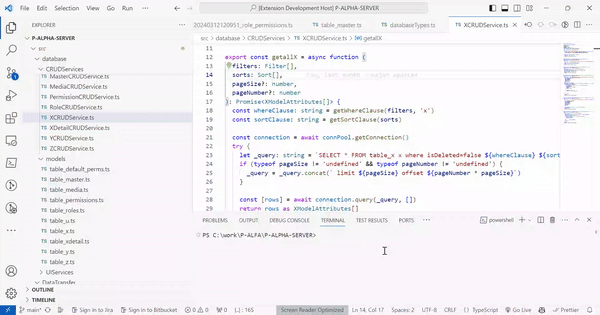 [Extension Development Host] P-ALPHA-SERVER
EXPLORER
20240312120951_role_permissions.ts
table_master.ts
databaseTypes.ts
XCRUDService.ts
P-ALPHA-SERVER
src
database
CRUDServices
MasterCRUDService.ts
MediaCRUDService.ts
PermissionCRUDService.ts
RoleCRUDService.ts
XCRUDService.ts
XDetailCRUDService.ts
YCRUDService.ts
ZCRUDService.ts
models
table_default_perms.ts
table_master.ts
table_media.ts
table_permissions.ts
table_roles.ts
table_u.ts
table_x.ts
table_xdetail.ts
table_y.ts
table_z.ts
UIServices
DataTransfer
OUTLINE
TIMELINE
src > database > CRUDServices > XCRUDService.ts > getallX
11
12 export const getallX = async function (
13 filters: Filter[],
14 sorts: Sort[],
15 pageSize?: number,
16 pageNumber?: number
17 ): Promise<XModelAttributes[]> {
18 const whereClause: string = getWhereClause(filters, 'x')
19 const sortClause: string = getSortClause(sorts)
20
21 const connection = await connPool.getConnection()
22 try {
23 let _query: string = `SELECT * FROM table_x x where isDeleted=false ${whereClause} ${sort
24 if (typeof pageSize != 'undefined' && typeof pageNumber != 'undefined') {
25 _query = _query.concat(` limit ${pageSize} offset ${pageNumber * pageSize}`)
26 }
27
28 const [rows] = await connection.query(_query, [])
29 return rows as XModelAttributes[]
PROBLEMS OUTPUT DEBUG CONSOLE TERMINAL TEST RESULTS PORTS
powershell
PS C:\work\P-ALFA\P-ALPHA-SERVER>
main* Sign in to Jira Sign in to Bitbucket 0 0 0 : 165 Screen Reader Optimized Ln 14, Col 17 Spaces: 2 UTF-8 CRLF TypeScript Go Live Prettier